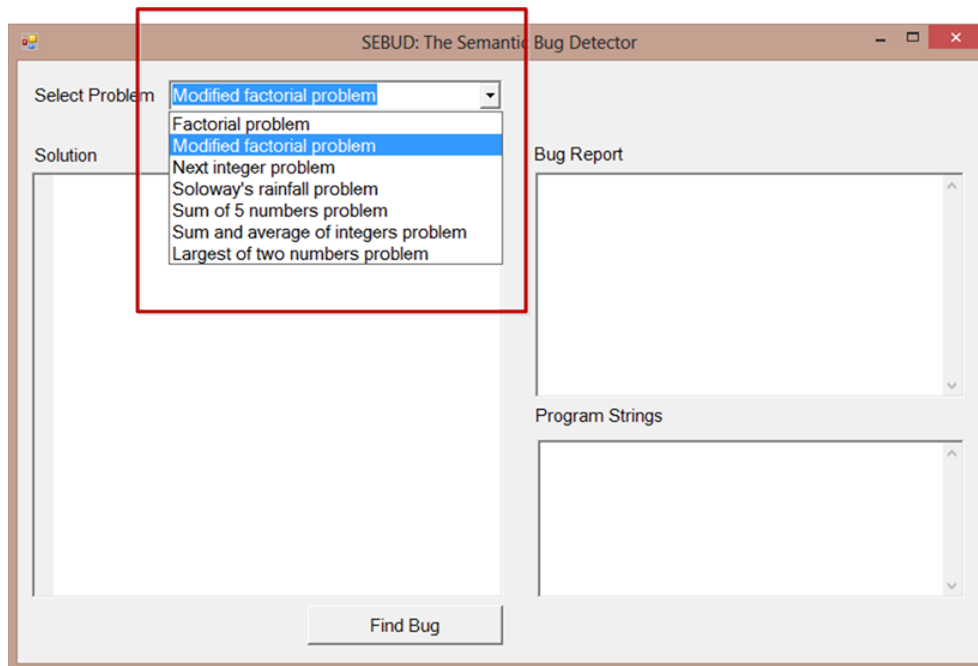 SEBUD: The Semantic Bug Detector
Select Problem
Modified factorial problem
Factorial problem
Modified factorial problem
Next integer problem
Soloway's rainfall problem
Sum of 5 numbers problem
Sum and average of integers problem
Largest of two numbers problem
Solution
Bug Report
Program Strings
Find Bug